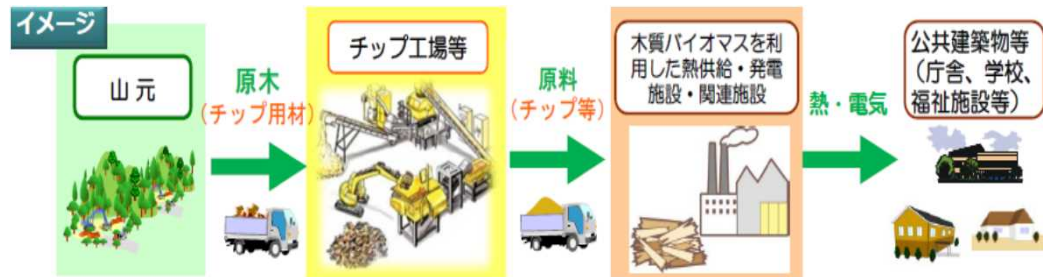 イメージ
山元
原木
（チップ用材）
チップ工場等
原料
（チップ等）
木質バイオマスを利
用した熱供給・発電
施設・関連施設
熱・電気
公共建築物等
（庁舎、学校、
福祉施設等）